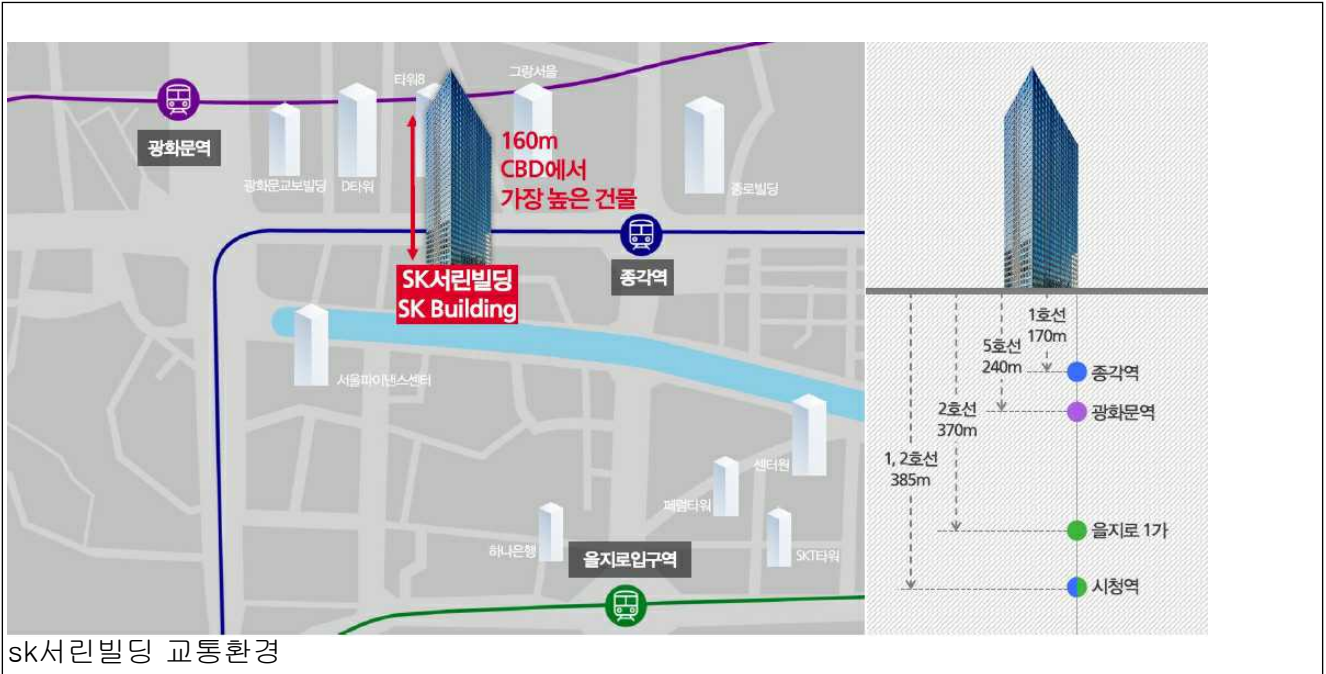 광화문역
타워8
그랑서울
광화문교보빌딩
D타워
160m
CBD에서
가장 높은 건물
종로빌딩
SK서린빌딩
SK Building
종각역
서울파이낸스센터
센터원
페럼타워
하나은행
을지로입구역
SKT타워
1호선
170m
종각역
5호선
240m
광화문역
2호선
370m
을지로 1가
1, 2호선
385m
시청역
sk서린빌딩 교통환경